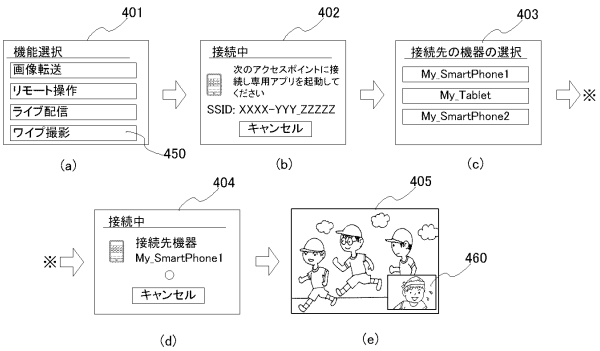 401
402
403
機能選択
画像転送
リモート操作
ライブ配信
ワイプ撮影
450
(a)
接続中
次のアクセスポイントに接
続し専用アプリを起動して
ください
SSID: XXXX-YYY_ZZZZZ
キャンセル
(b)
接続先の機器の選択
My_SmartPhone1
My_Tablet
My_SmartPhone2
(c)
※
※
404
接続中
接続先機器
My_SmartPhone1
キャンセル
(d)
405
460
(e)